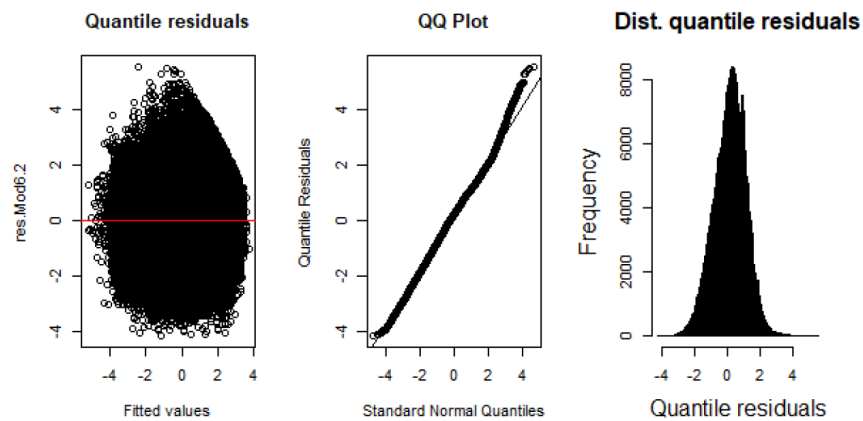 Quantile residuals
res.Mod6.2
4
2
0
-2
-4
-4 -2 0 2 4
Fitted values
QQ Plot
Quantile Residuals
4
2
0
-2
-4
-4 -2 0 2 4
Standard Normal Quantiles
Dist. quantile residuals
Frequency
8000
6000
4000
2000
0
-4 -2 0 2 4
Quantile residuals